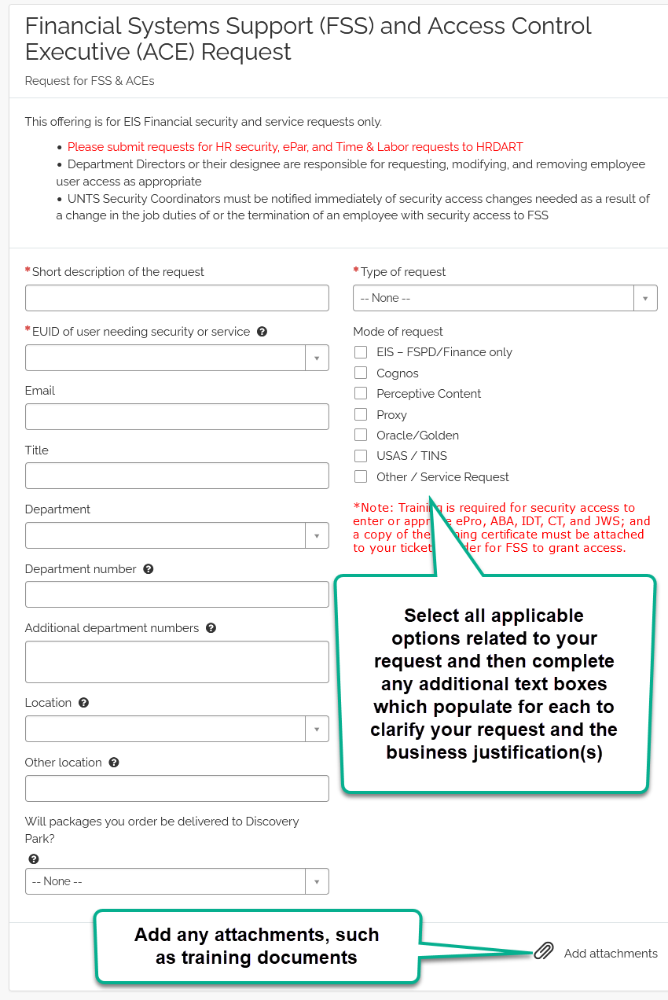 Financial Systems Support (FSS) and Access Control
Executive (ACE) Request
Request for FSS & ACEs
This offering is for EIS Financial security and service requests only.
• Please submit requests for HR security, ePar, and Time & Labor requests to HRDART
• Department Directors or their designee are responsible for requesting, modifying, and removing employee
user access as appropriate
• UNTS Security Coordinators must be notified immediately of security access changes needed as a result of
a change in the job duties of or the termination of an employee with security access to FSS
*Short description of the request
*EUID of user needing security or service ?
Email
Title
Department
Department number ?
Additional department numbers ?
Location ?
Other location ?
Will packages you order be delivered to Discovery
Park?
?
-- None --
*Type of request
-- None --
Mode of request
EIS – FSPD/Finance only
Cognos
Perceptive Content
Proxy
Oracle/Golden
USAS / TINS
Other / Service Request
*Note: Training is required for security access to
enter or e ePro, ABA, IDT, CT, and JWS; and
a copy of the certificate must be attached
to your ticket for FSS to grant access.
Select all applicable
options related to your
request and then complete
any additional text boxes
which populate for each to
clarify your request and the
business justification(s)
Add any attachments, such
as training documents
Add attachments